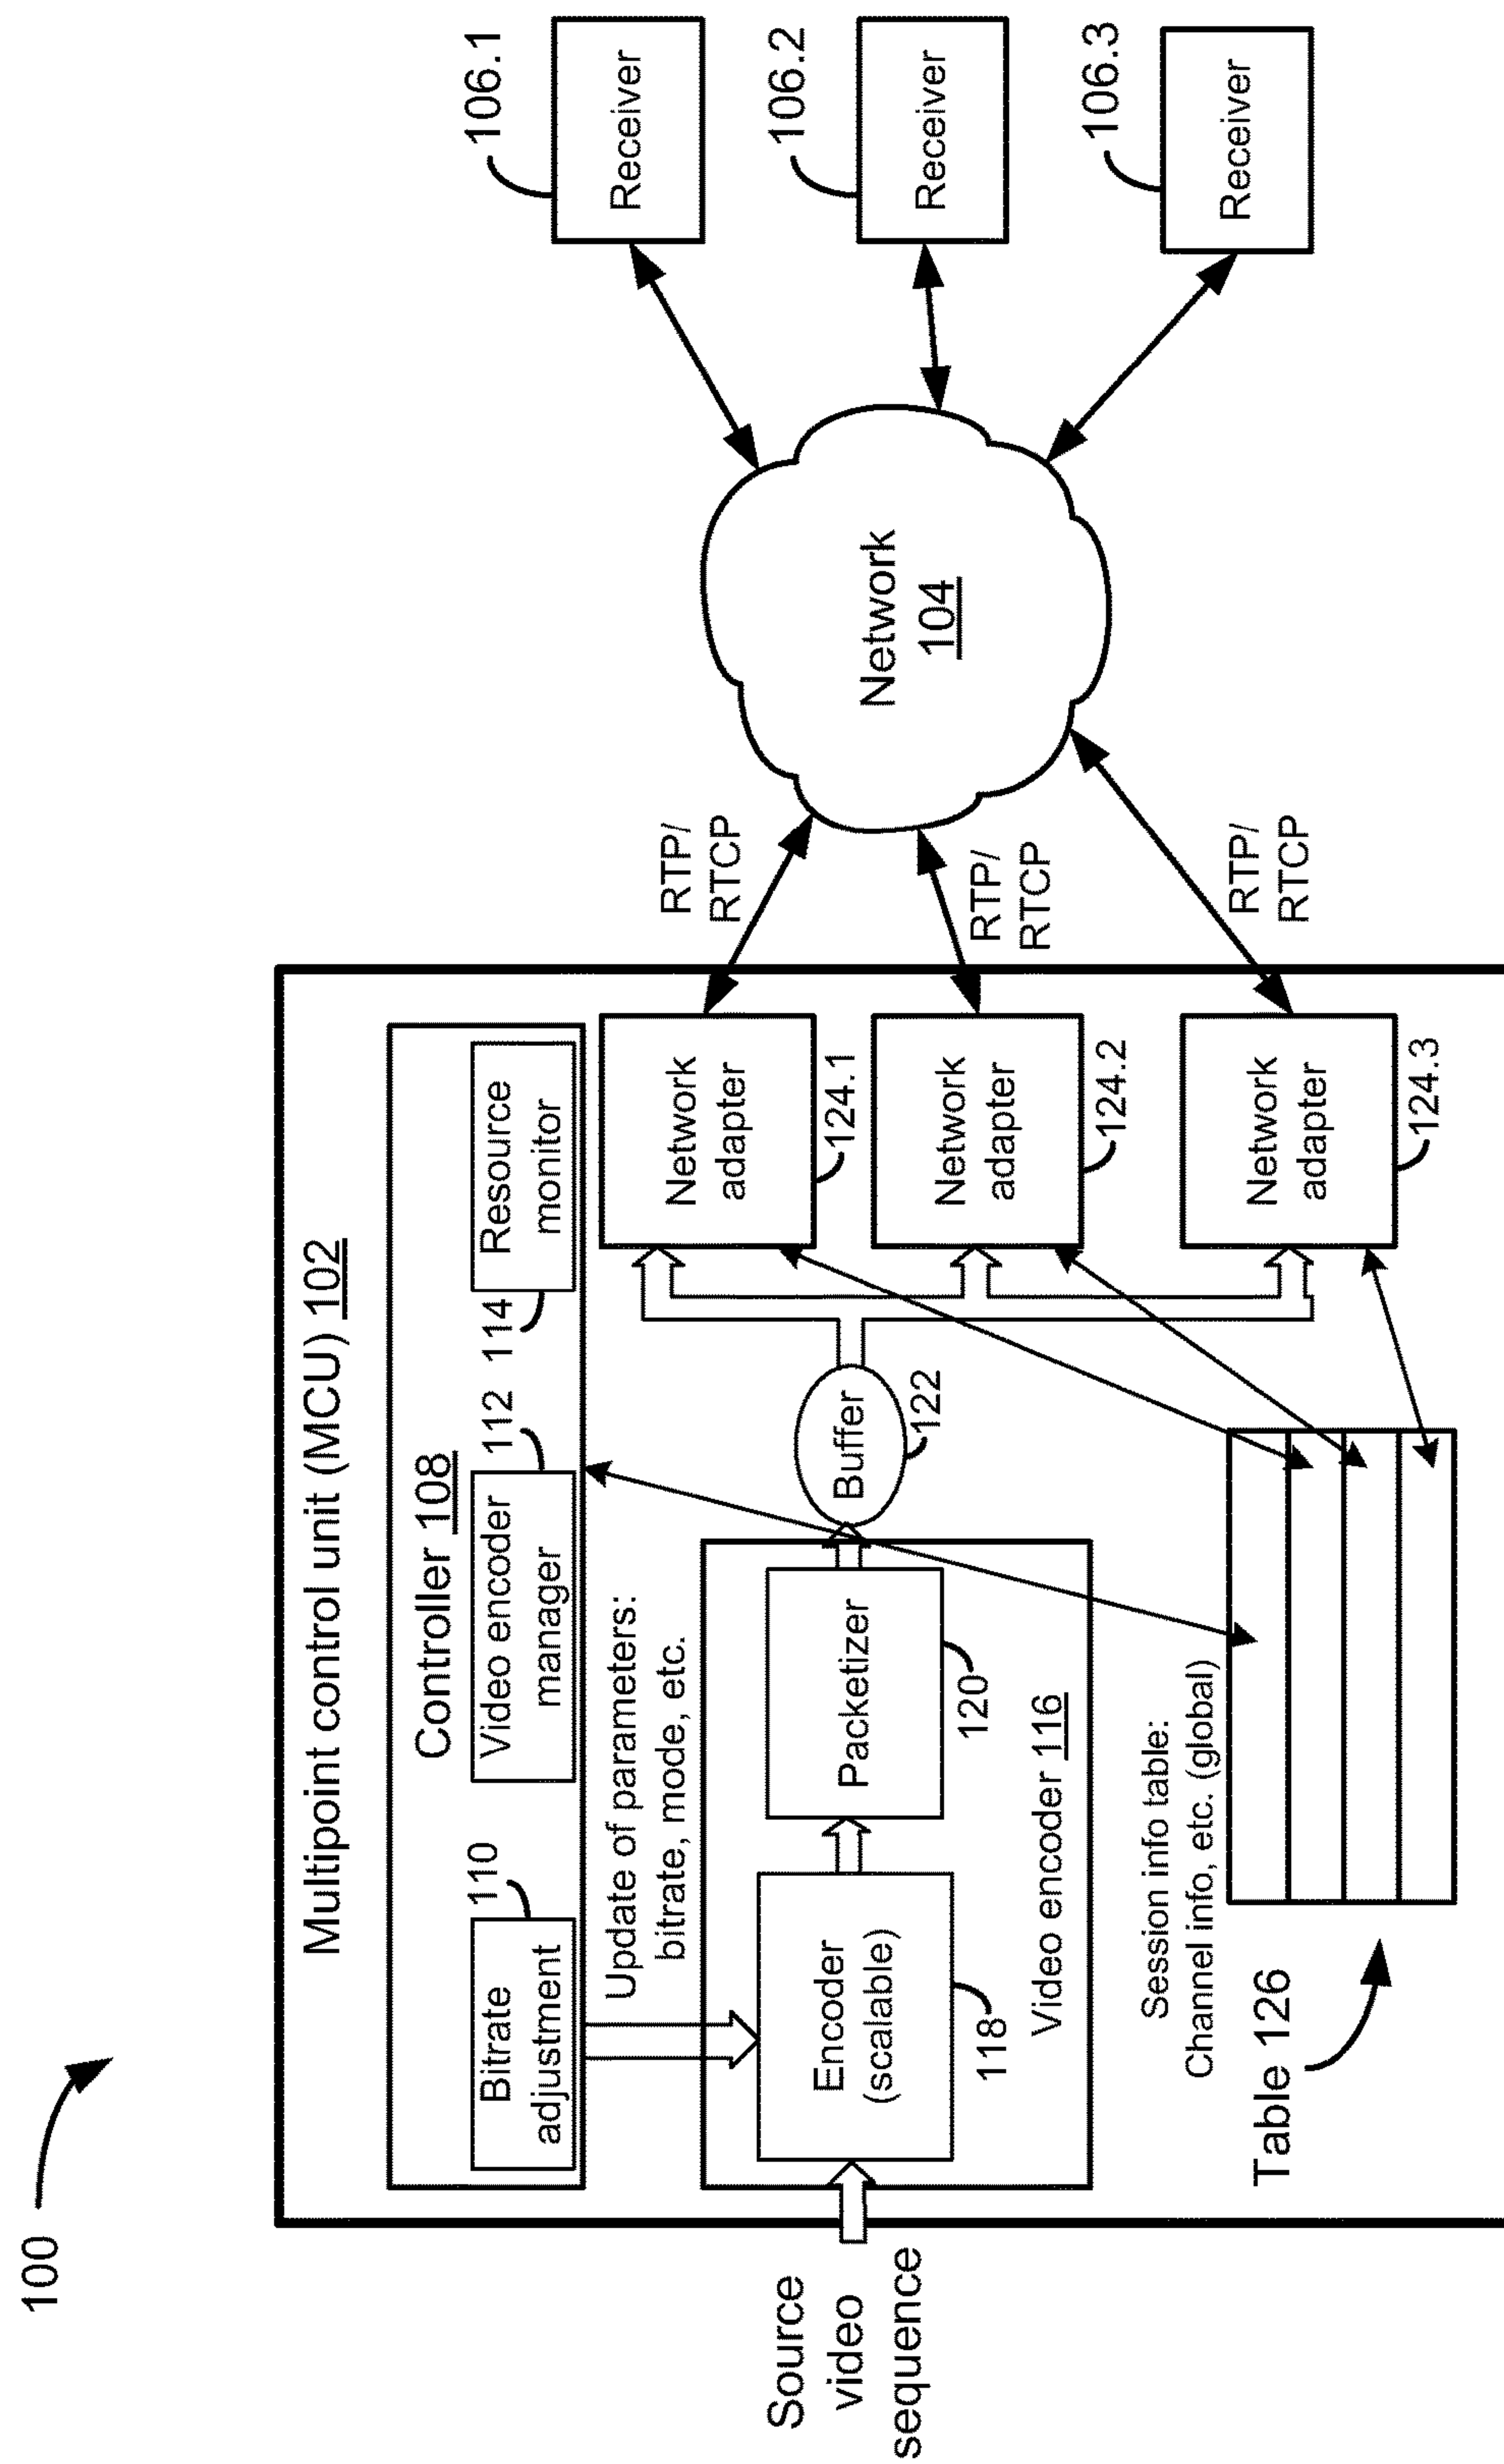 100
Multipoint control unit (MCU) 102
Controller 108
Bitrate
adjustment
110
Video encoder
manager
112
Resource
monitor
114
Update of parameters:
bitrate, mode, etc.
Source
video
sequence
Encoder
(scalable)
118
Packetizer
120
Video encoder 116
Buffer
122
Network
adapter
124.1
Network
adapter
124.2
Network
adapter
124.3
Session info table:
Channel info, etc. (global)
Table 126
RTP/
RTCP
RTP/
RTCP
RTP/
RTCP
Network
104
106.1
Receiver
106.2
Receiver
106.3
Receiver